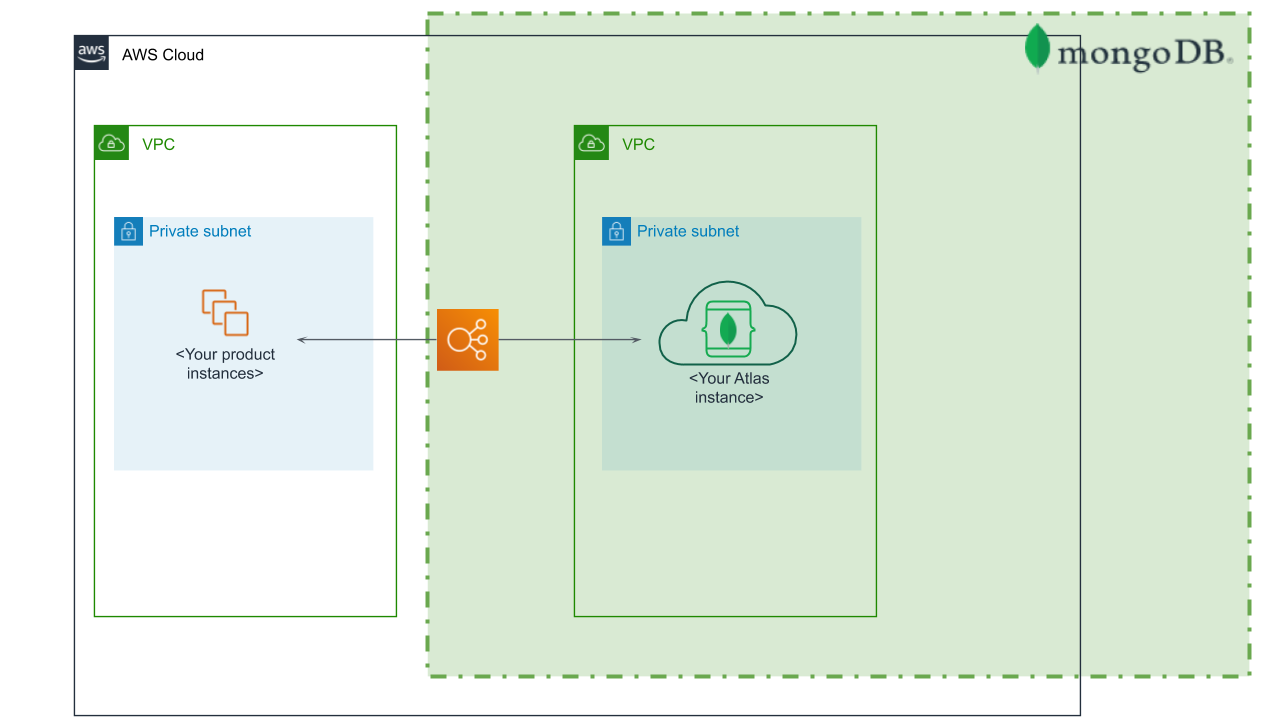 aws
AWS Cloud
mongoDB®
VPC
VPC
Private subnet
Private subnet
<Your product
instances>
<Your Atlas
instance>